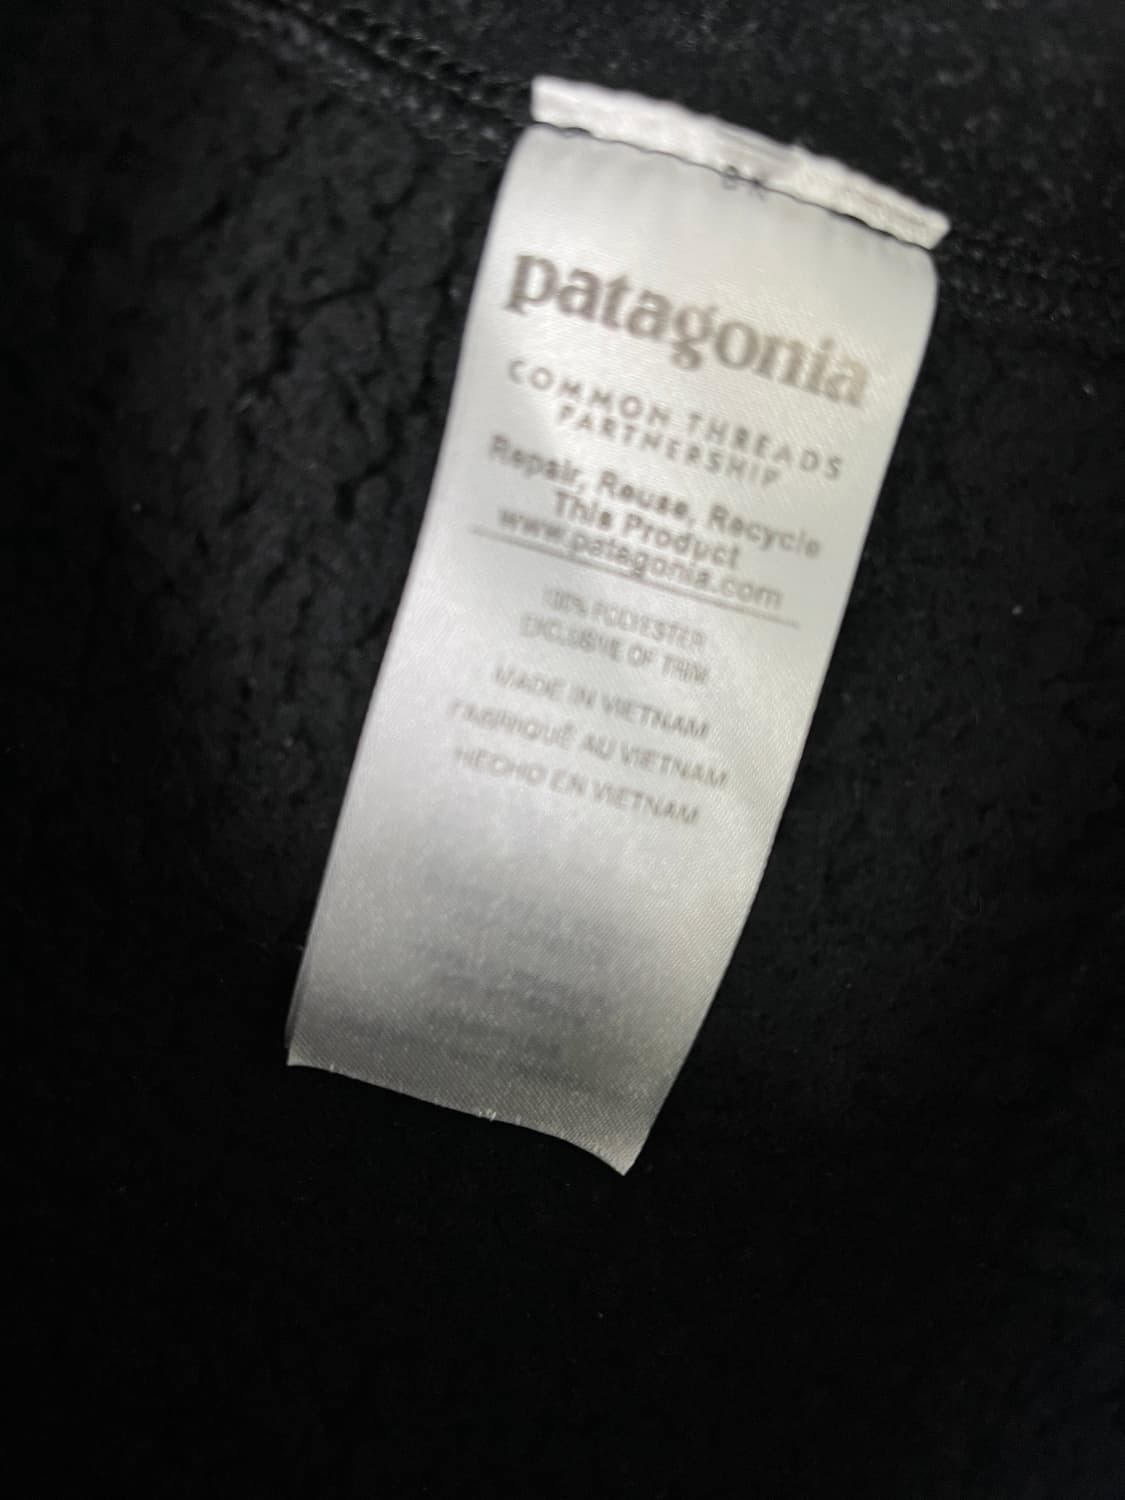 patagonia
COMMON THREADS
PARTNERSHIP
Repair, Reuse, Recycle
This Product
www.patagonia.com
100% POLYESTER
EXCLUSIVE OF TRIM
MADE IN VIETNAM
FABRIQUÉ AU VIETNAM
HECHO EN VIETNAM